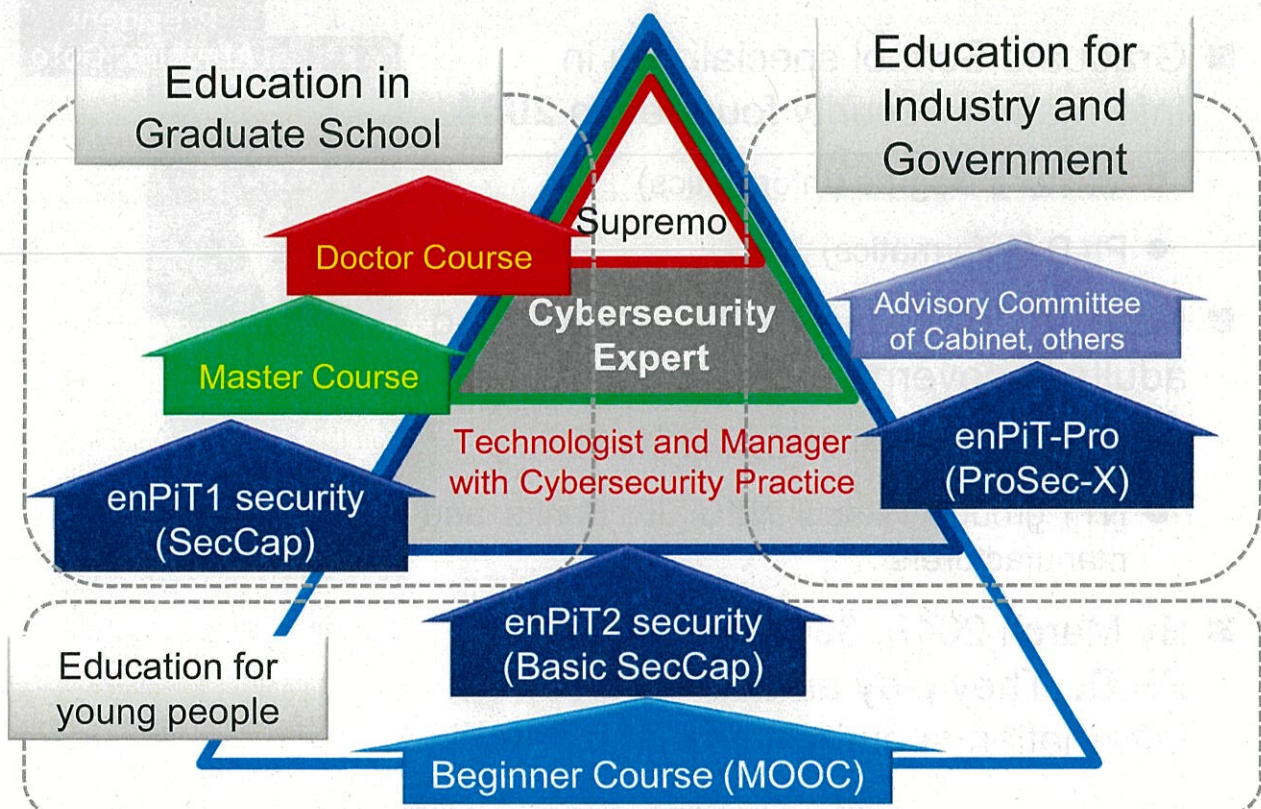 Education in
Graduate School
Education for
Industry and
Government
Supremo
Doctor Course
Cybersecurity
Expert
Advisory Committee
of Cabinet, others
Master Course
Technologist and Manager
with Cybersecurity Practice
enPiT-Pro
(ProSec-X)
enPiT1 security
(SecCap)
enPiT2 security
(Basic SecCap)
Education for
young people
Beginner Course (MOOC)